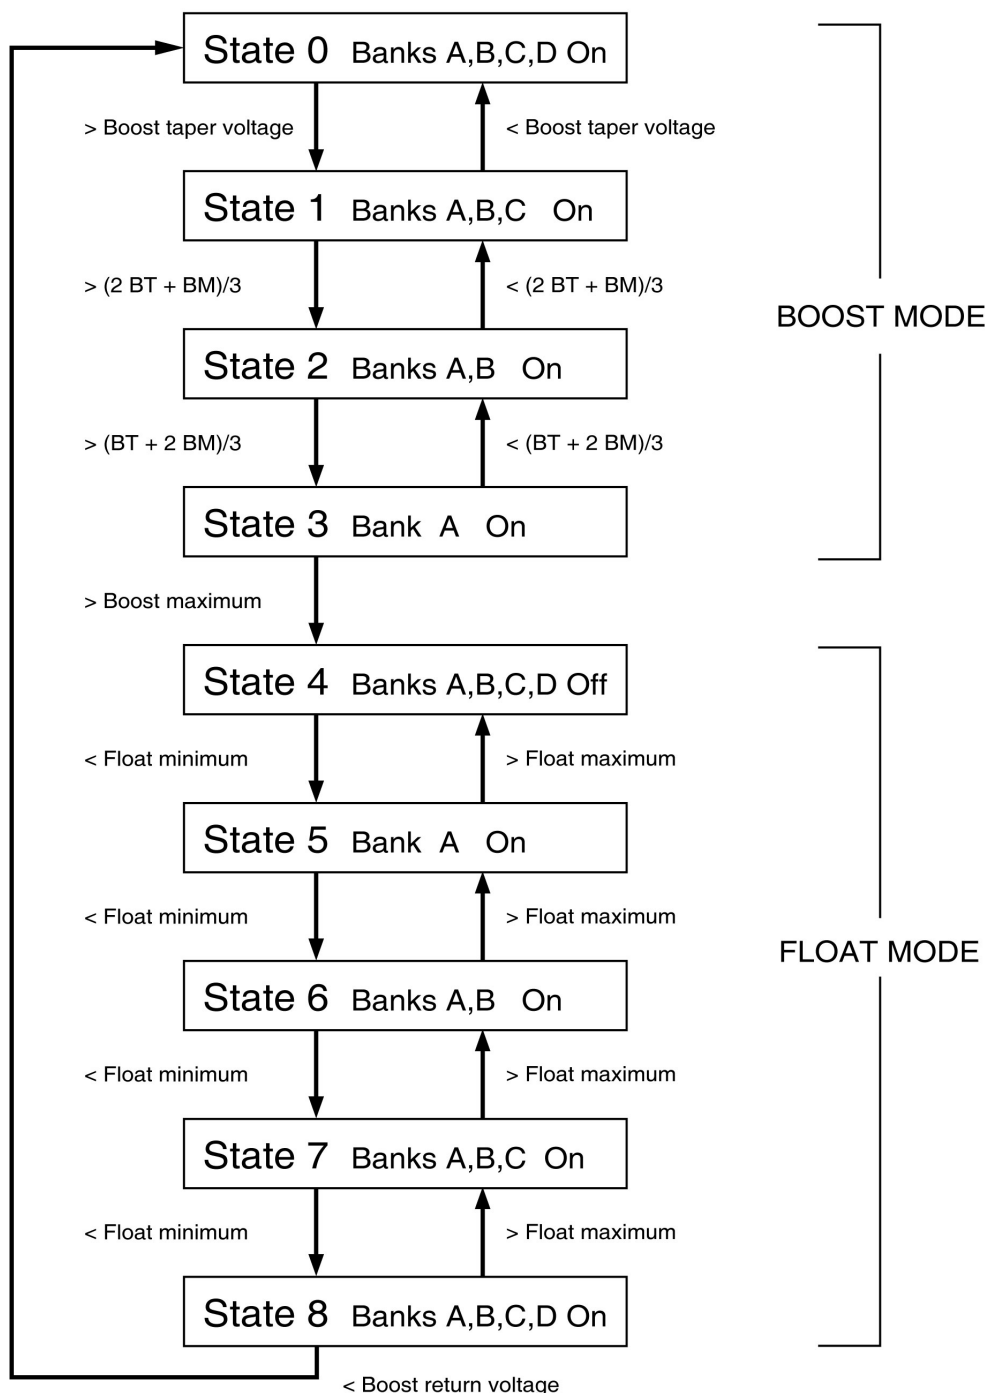 State 0 Banks A,B,C,D On
> Boost taper voltage
< Boost taper voltage
State 1 Banks A,B,C On
> (2 BT + BM)/3
< (2 BT + BM)/3
BOOST MODE
State 2 Banks A,B On
> (BT + 2 BM)/3
< (BT + 2 BM)/3
State 3 Bank A On
> Boost maximum
State 4 Banks A,B,C,D Off
< Float minimum
> Float maximum
State 5 Bank A On
< Float minimum
> Float maximum
FLOAT MODE
State 6 Banks A,B On
< Float minimum
> Float maximum
State 7 Banks A,B,C On
< Float minimum
> Float maximum
State 8 Banks A,B,C,D On
< Boost return voltage